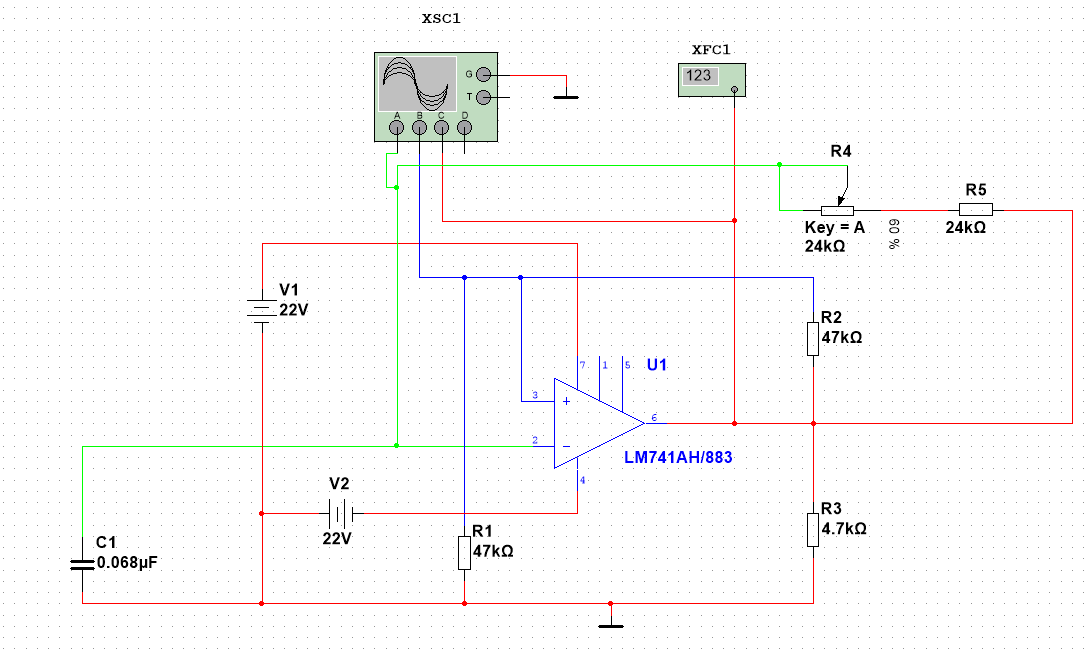 XSC1
XFC1
G
123
T
A B C D
R4
R5
Key = A
24kΩ
60 %
24kΩ
V1
22V
R2
47kΩ
7 1 5
U1
3
+
6
2
−
LM741AH/883
4
V2
22V
R3
4.7kΩ
R1
47kΩ
C1
0.068µF